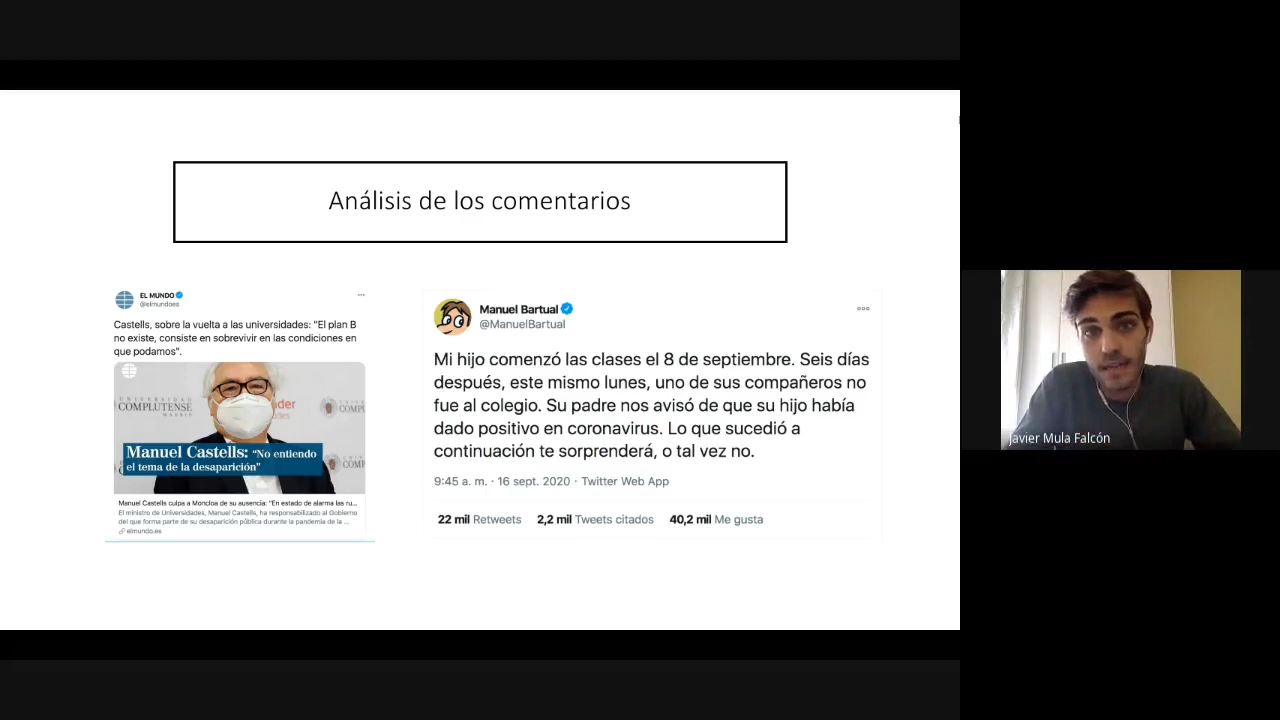 Análisis de los comentarios
EL MUNDO
@elmundoes
Castells, sobre la vuelta a las universidades: "El plan B
no existe, consiste en sobrevivir en las condiciones en
que podamos".
UNIVERSIDAD
COMPLUTENSE
MADRID
Manuel Castells: "No entiendo
el tema de la desaparición"
Manuel Castells culpa a Moncloa de su ausencia: "En estado de alarma las ru...
El ministro de Universidades, Manuel Castells, ha responsabilizado al Gobierno
del que forma parte de su desaparición pública durante la pandemia de la ...
elmundo.es
Manuel Bartual
@ManuelBartual
Mi hijo comenzó las clases el 8 de septiembre. Seis días
después, este mismo lunes, uno de sus compañeros no
fue al colegio. Su padre nos avisó de que su hijo había
dado positivo en coronavirus. Lo que sucedió a
continuación te sorprenderá, o tal vez no.
9:45 a. m. · 16 sept. 2020 · Twitter Web App
22 mil Retweets 2,2 mil Tweets citados 40,2 mil Me gusta
Javier Mula Falcón